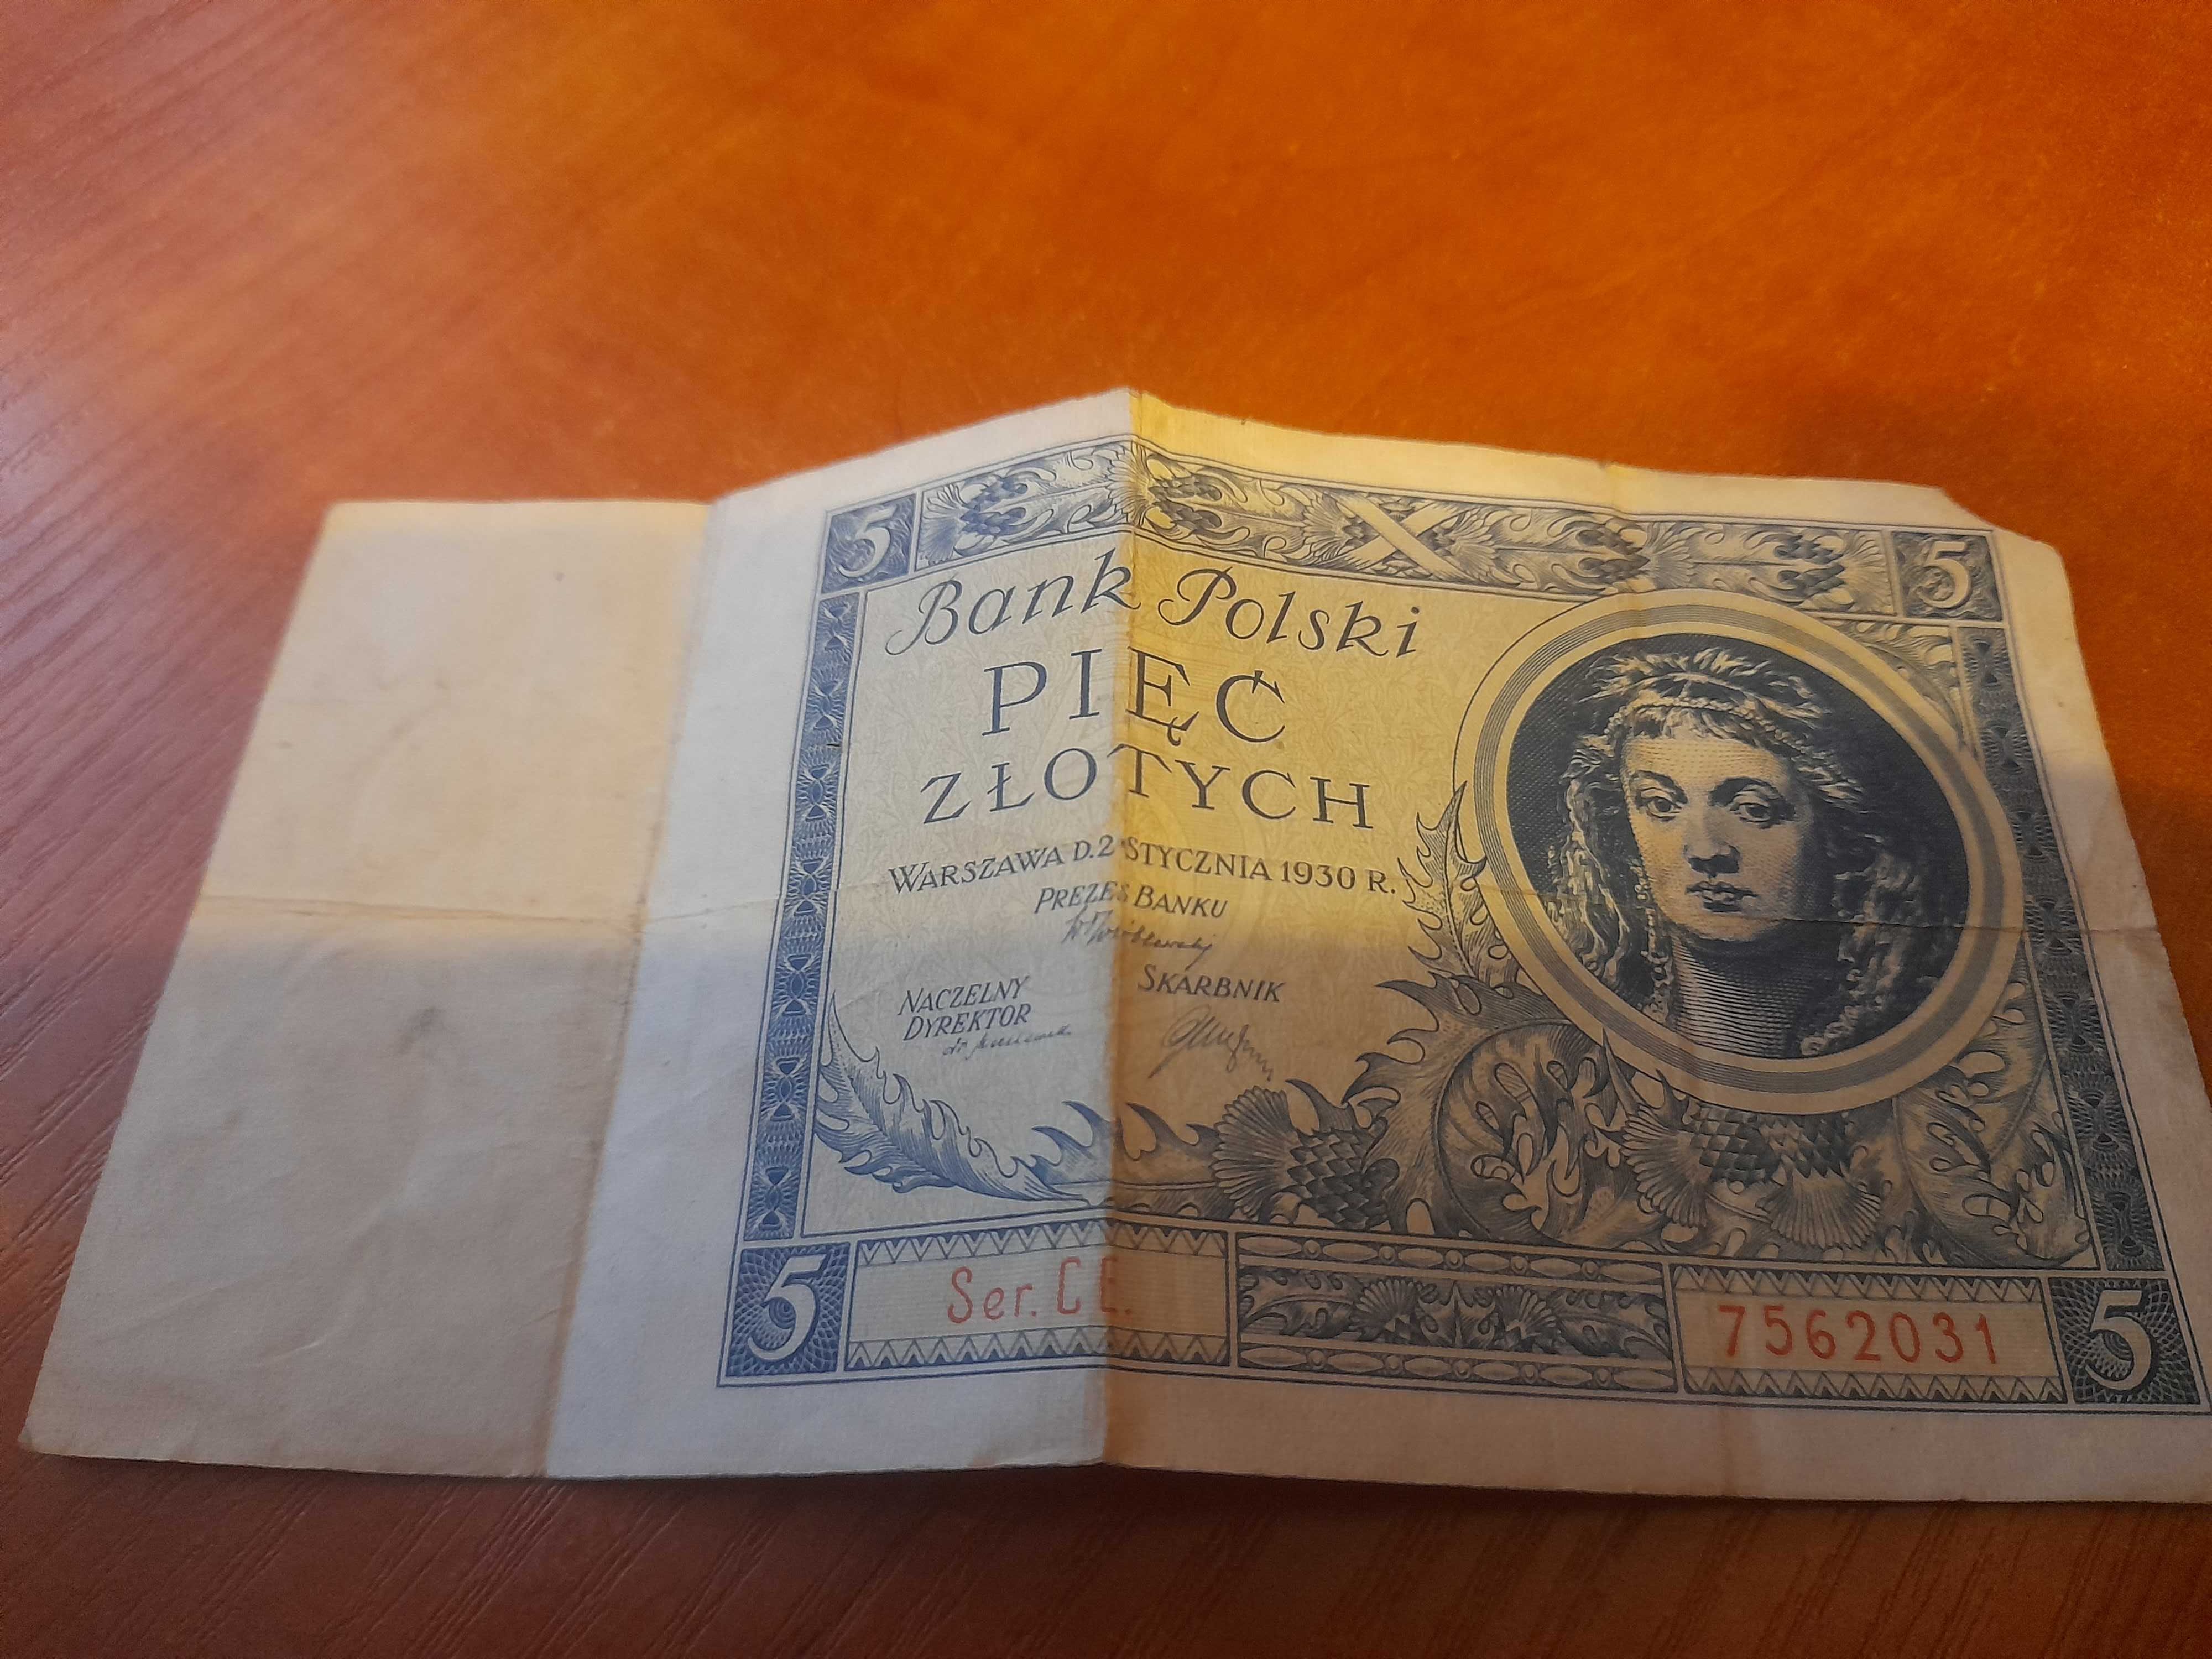 5 5
Bank Polski
PIĘĆ
ZŁOTYCH
WARSZAWA D. 2 STYCZNIA 1930 R.
PREZES BANKU
NACZELNY
DYREKTOR
SKARBNIK
5 Ser. CE. 7562031 5